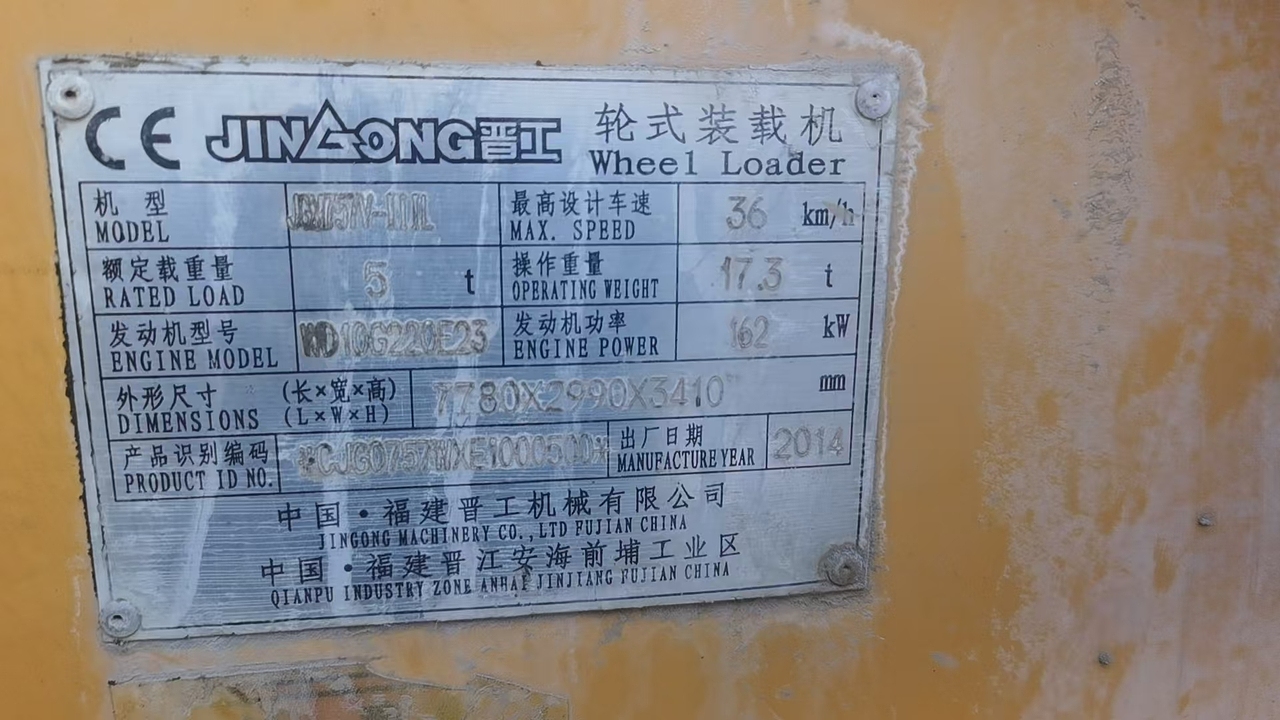 CE JINGONG晋工 轮式装载机
Wheel Loader
机 型 最高设计车速 36 km/h
MODEL MAX. SPEED
额定载重量 5 t 操作重量 17.3 t
RATED LOAD OPERATING WEIGHT
发动机型号 WD10G220E23 发动机功率 162 kW
ENGINE MODEL ENGINE POWER
外形尺寸 (长×宽×高) 7780X2990X3410 mm
DIMENSIONS (L×W×H)
产品识别编码 出厂日期 2014
PRODUCT ID NO. MANUFACTURE YEAR
中国·福建晋工机械有限公司
JINGONG MACHINERY CO.,LTD FUJIAN CHINA
中国·福建晋江安海前埔工业区
QIANPU INDUSTRY ZONE ANHAI JINJIANG FUJIAN CHINA